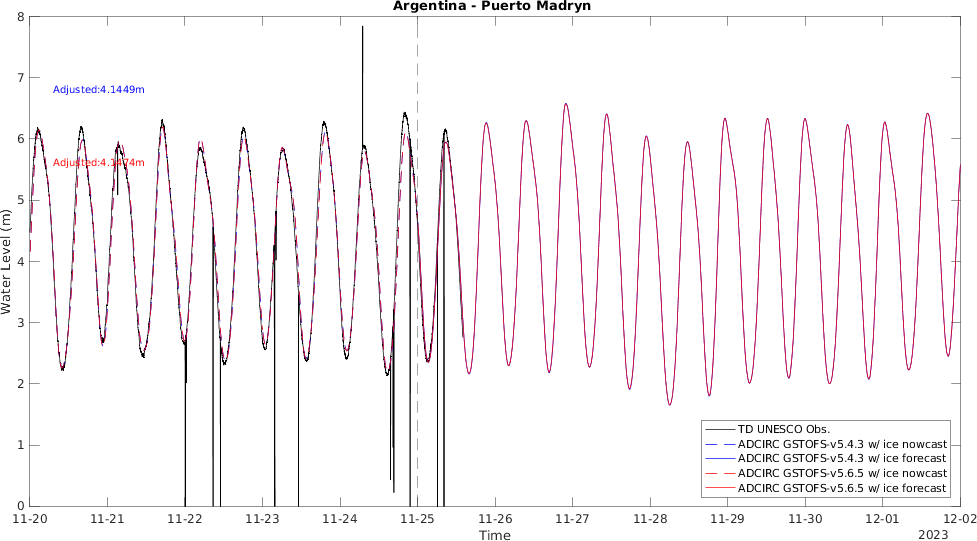 Argentina - Puerto Madryn
8
7
6
5
4
3
2
1
0
Water Level (m)
Adjusted:4.1449m
Adjusted:4.1474m
TD UNESCO Obs.
ADCIRC GSTOFS-v5.4.3 w/ ice nowcast
ADCIRC GSTOFS-v5.4.3 w/ ice forecast
ADCIRC GSTOFS-v5.6.5 w/ ice nowcast
ADCIRC GSTOFS-v5.6.5 w/ ice forecast
11-20 11-21 11-22 11-23 11-24 11-25 11-26 11-27 11-28 11-29 11-30 12-01 12-02
Time
2023